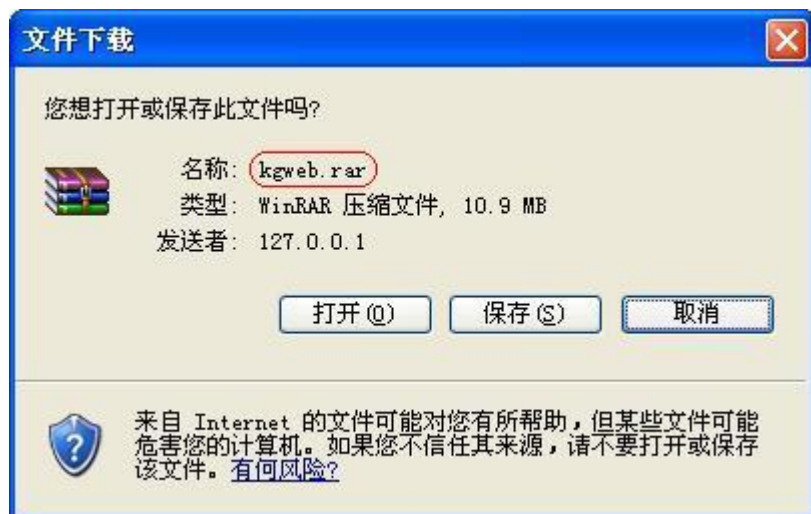 文件下载
您想打开或保存此文件吗?
名称: kgweb.rar
类型: WinRAR 压缩文件, 10.9 MB
发送者: 127.0.0.1
打开(O) 保存(S) 取消
来自 Internet 的文件可能对您有所帮助，但某些文件可能
危害您的计算机。如果您不信任其来源，请不要打开或保存
该文件。有何风险?